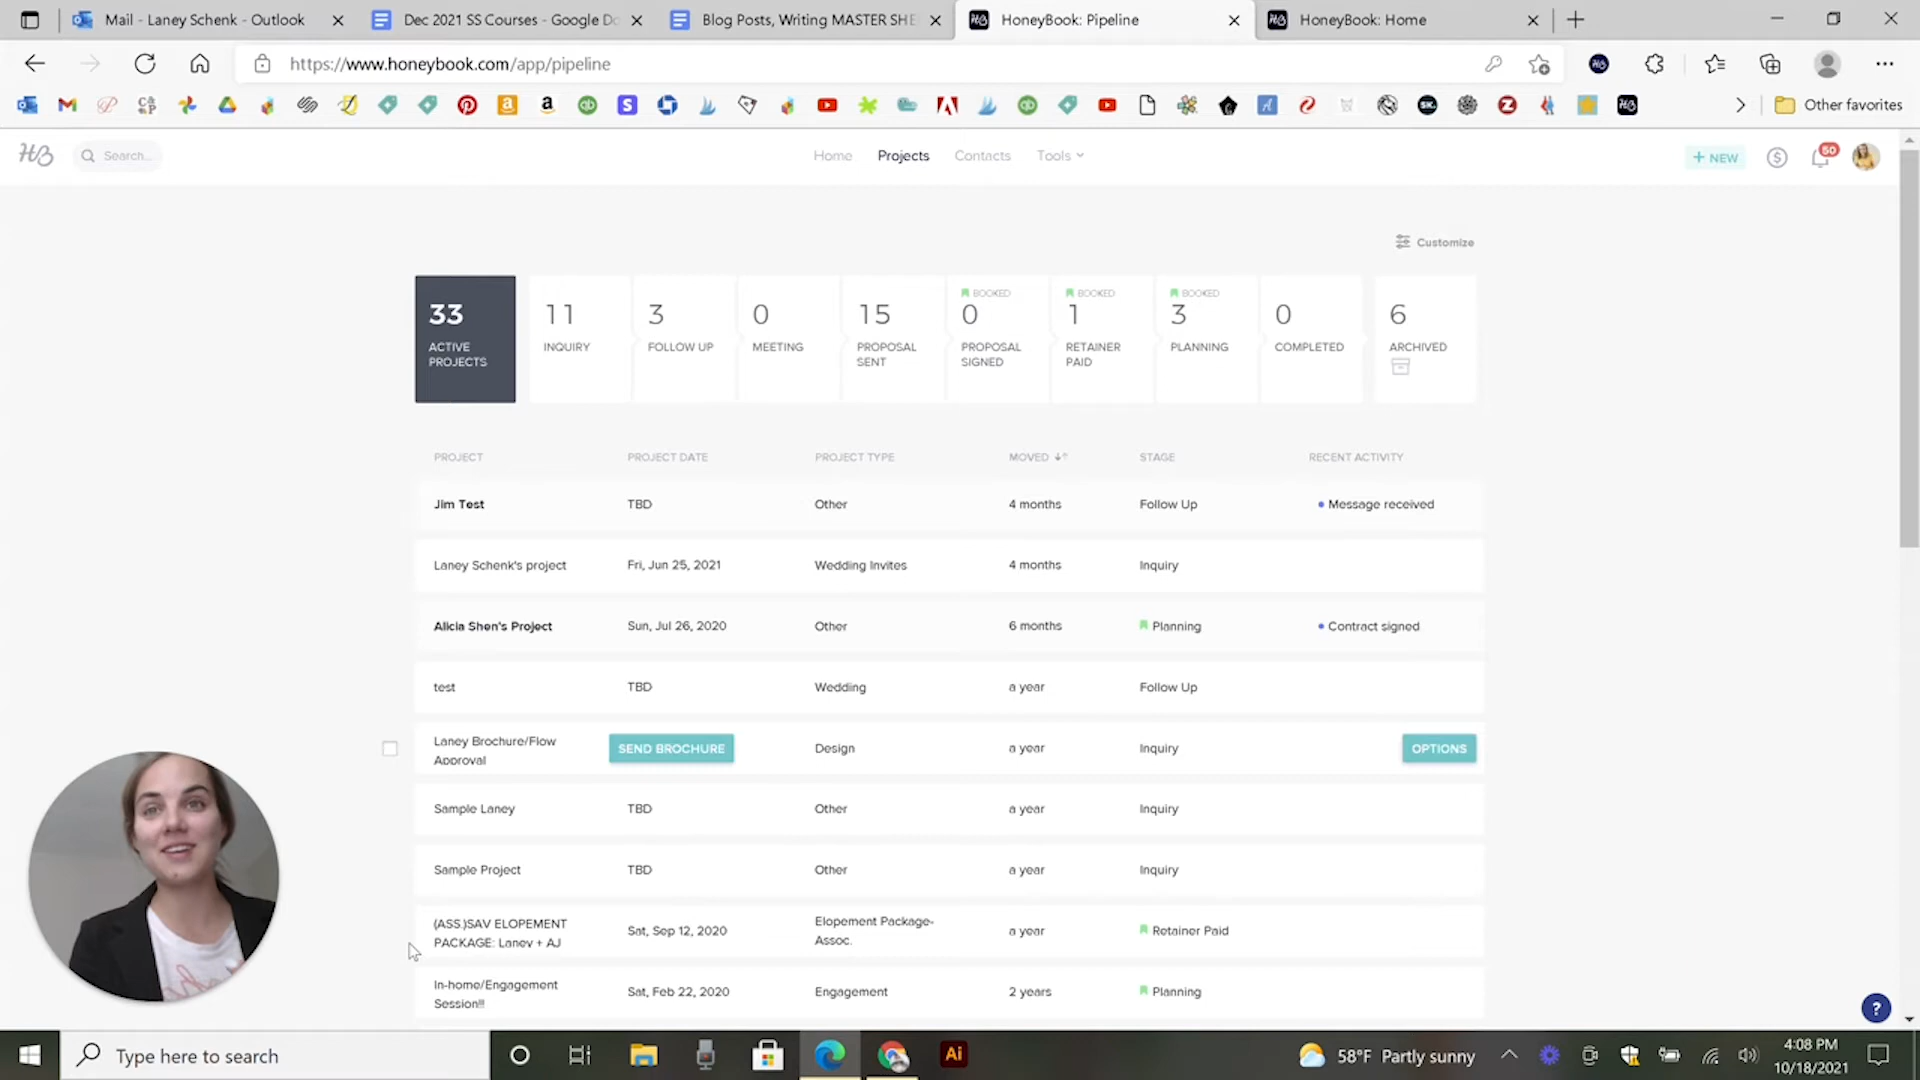 Mail - Laney Schenk - Outlook
Dec 2021 SS Courses - Google Do
Blog Posts, Writing MASTER SHE
HoneyBook: Pipeline
HoneyBook: Home
https://www.honeybook.com/app/pipeline
Other favorites
HB
Search...
Home
Projects
Contacts
Tools
+ NEW
50
Customize
33
ACTIVE
PROJECTS
11
INQUIRY
3
FOLLOW UP
0
MEETING
15
PROPOSAL
SENT
BOOKED
0
PROPOSAL
SIGNED
BOOKED
1
RETAINER
PAID
BOOKED
3
PLANNING
0
COMPLETED
6
ARCHIVED
PROJECT PROJECT DATE PROJECT TYPE MOVED STAGE RECENT ACTIVITY
Jim Test TBD Other 4 months Follow Up Message received
Laney Schenk's project Fri, Jun 25, 2021 Wedding Invites 4 months Inquiry
Alicia Shen's Project Sun, Jul 26, 2020 Other 6 months Planning Contract signed
test TBD Wedding a year Follow Up
Laney Brochure/Flow
Approval
SEND BROCHURE Design a year Inquiry OPTIONS
Sample Laney TBD Other a year Inquiry
Sample Project TBD Other a year Inquiry
(ASS.)SAV ELOPEMENT
PACKAGE: Laney + AJ
Sat, Sep 12, 2020
Elopement Package-
Assoc.
a year Retainer Paid
In-home/Engagement
Session!!!
Sat, Feb 22, 2020 Engagement 2 years Planning
?
Type here to search
Ai
58°F Partly sunny
4:08 PM
10/18/2021